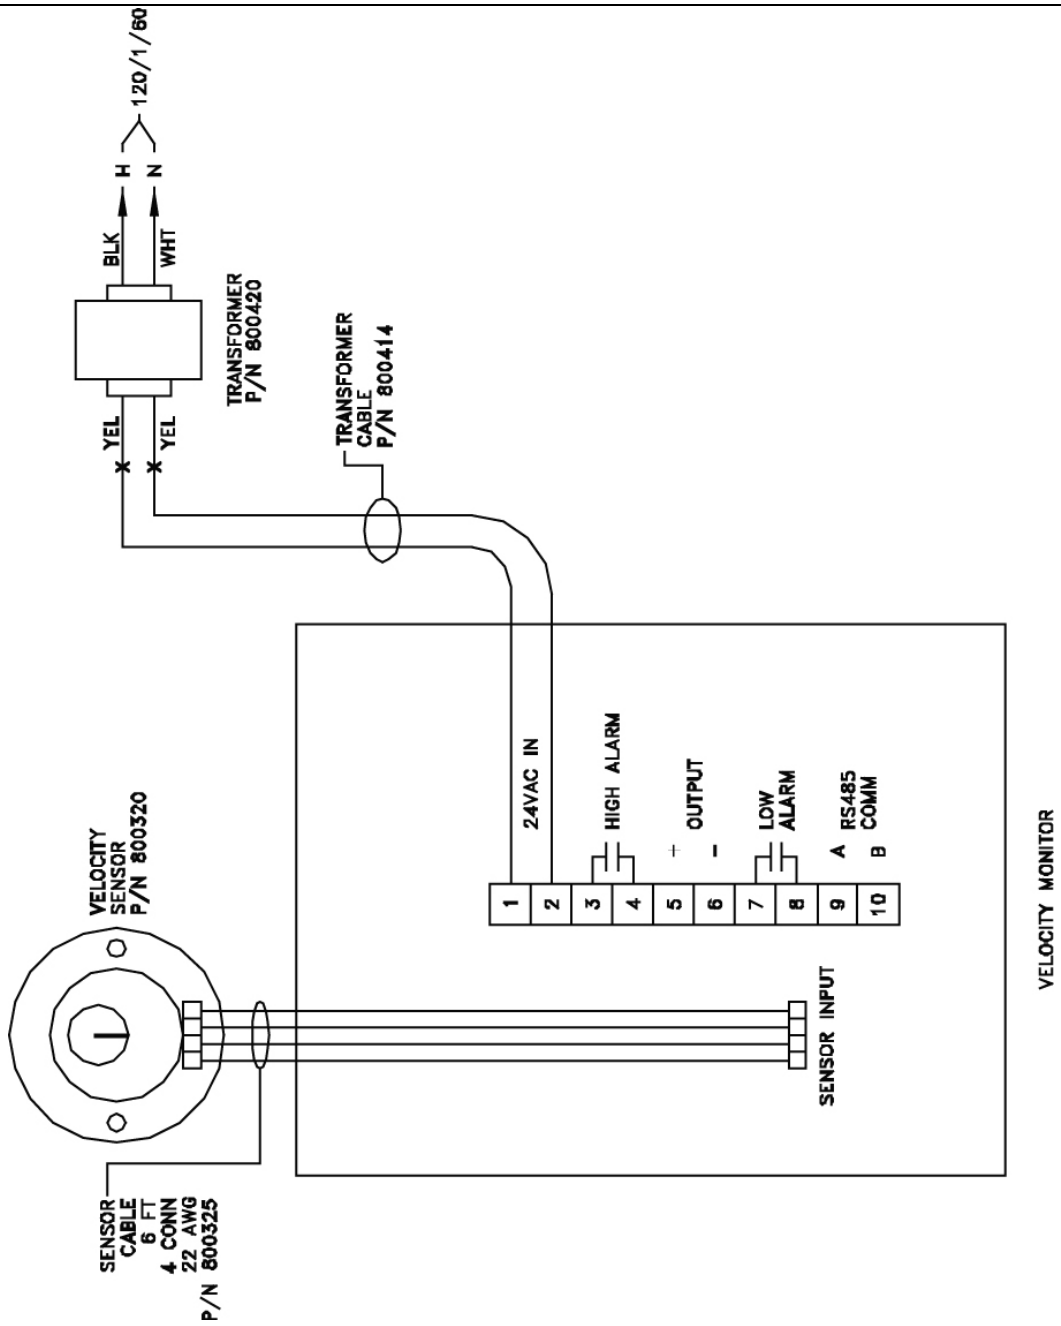 120/1/60
H
N
BLK
WHT
TRANSFORMER
P/N 800420
YEL
YEL
X
X
TRANSFORMER
CABLE
P/N 800414
VELOCITY
SENSOR
P/N 800320
24VAC IN
HIGH ALARM
+
OUTPUT
-
LOW
ALARM
A
RS485
COMM
B
1
2
3
4
5
6
7
8
9
10
SENSOR INPUT
SENSOR
CABLE
6 FT
4 CONN
22 AWG
P/N 800325
VELOCITY MONITOR